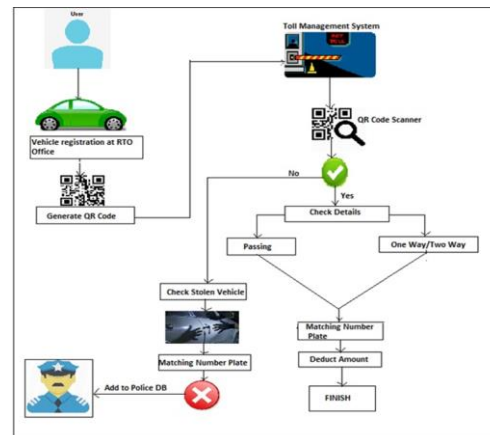 User
Toll Management System
Vehicle registration at RTO
Office
QR Code Scanner
Generate QR Code
No
Yes
Check Details
Passing
One Way/Two Way
Check Stolen Vehicle
Matching Number
Plate
Matching Number Plate
Deduct Amount
Add to Police DB
FINISH